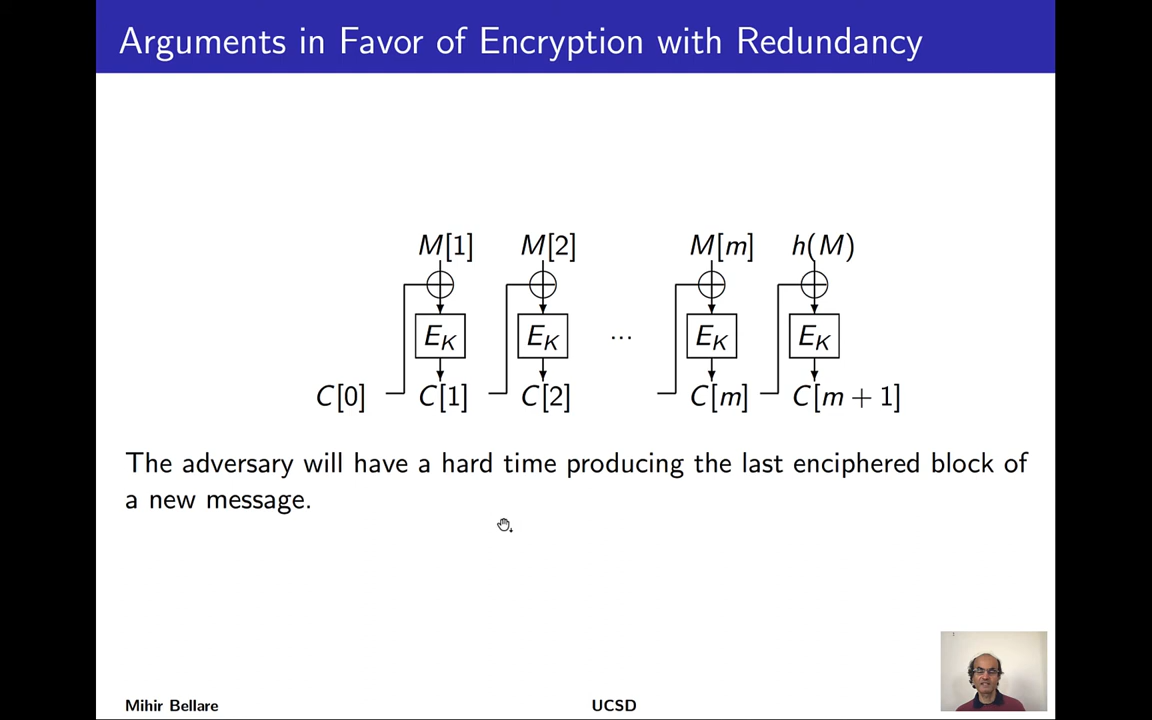 Arguments in Favor of Encryption with Redundancy
M[1] M[2] M[m] h(M)
E_K E_K ... E_K E_K
C[0] C[1] C[2] C[m] C[m + 1]
The adversary will have a hard time producing the last enciphered block of
a new message.
Mihir Bellare UCSD